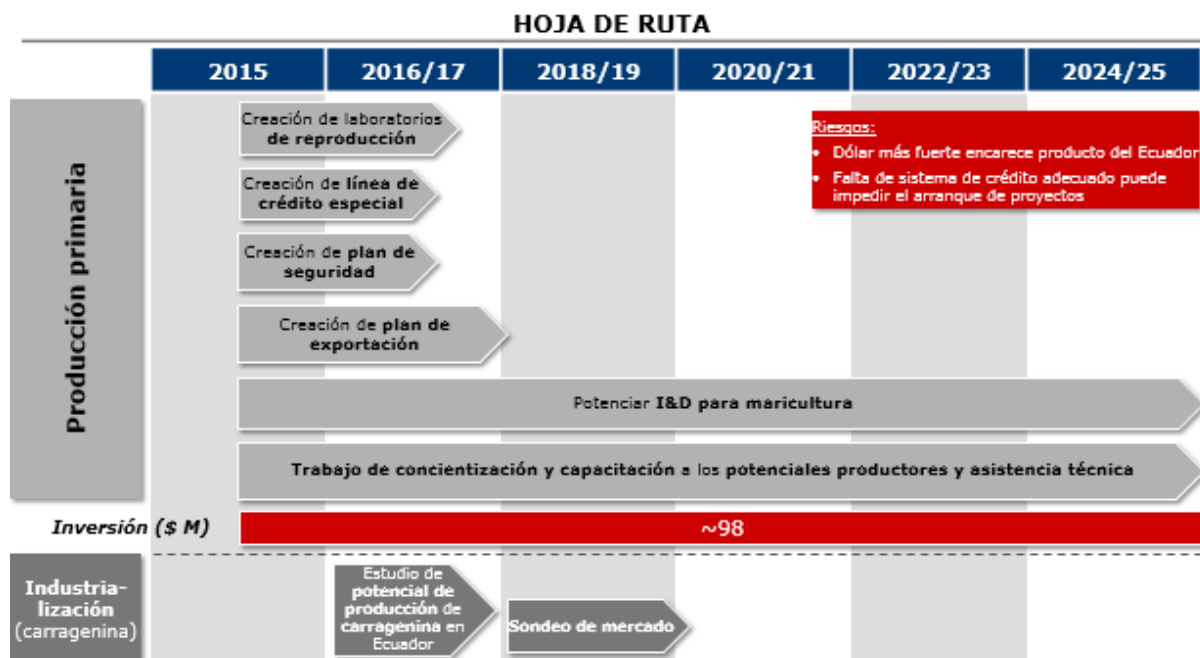 HOJA DE RUTA
2015
2016/17
2018/19
2020/21
2022/23
2024/25
Producción primaria
Creación de laboratorios
de reproducción
Creación de línea de
crédito especial
Creación de plan de
seguridad
Creación de plan de
exportación
Potenciar I&D para maricultura
Trabajo de concientización y capacitación a los potenciales productores y asistencia técnica
Riesgos:
• Dólar más fuerte encarece producto del Ecuador
• Falta de sistema de crédito adecuado puede
impedir el arranque de proyectos
Inversión ($ M)
~98
Industria-
lización
(carragenina)
Estudio de
potencial de
producción de
carragenina en
Ecuador
Sondeo de mercado